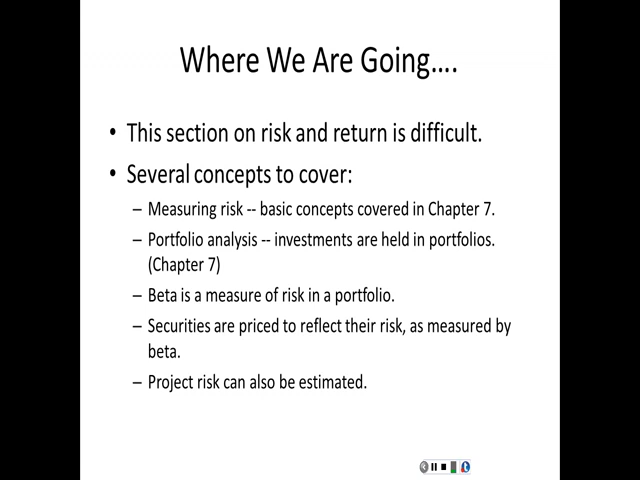 Where We Are Going….
• This section on risk and return is difficult.
• Several concepts to cover:
– Measuring risk -- basic concepts covered in Chapter 7.
– Portfolio analysis -- investments are held in portfolios.
(Chapter 7)
– Beta is a measure of risk in a portfolio.
– Securities are priced to reflect their risk, as measured by
beta.
– Project risk can also be estimated.